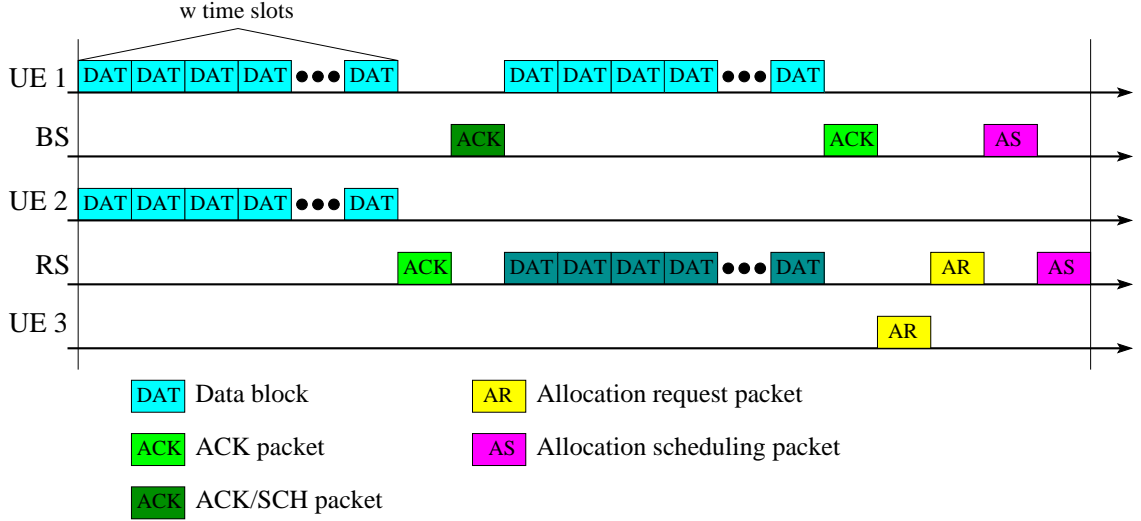 w time slots
UE 1 DAT DAT DAT DAT DAT DAT DAT DAT DAT DAT
BS ACK ACK AS
UE 2 DAT DAT DAT DAT DAT
RS ACK DAT DAT DAT DAT DAT AR AS
UE 3 AR
DAT Data block AR Allocation request packet
ACK ACK packet AS Allocation scheduling packet
ACK ACK/SCH packet